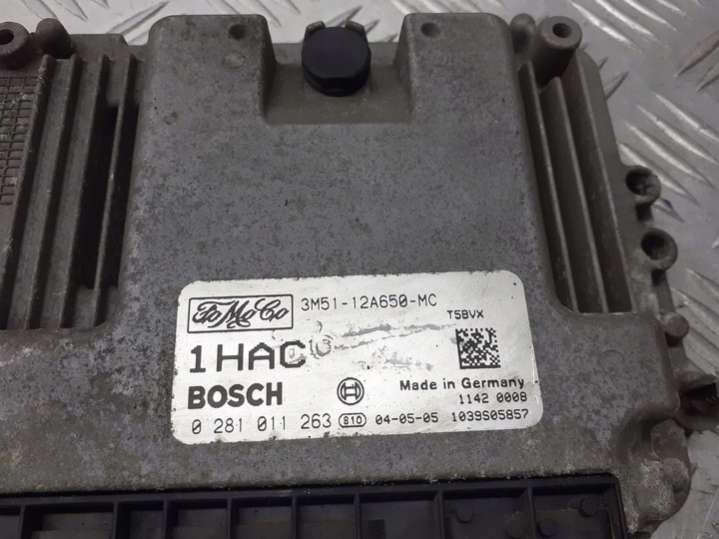 FoMoCo 3M51-12A650-MC
T5BVX
1HAC
BOSCH Made in Germany
1142 0008
0 281 011 263 B10 04-05-05 1039S05857